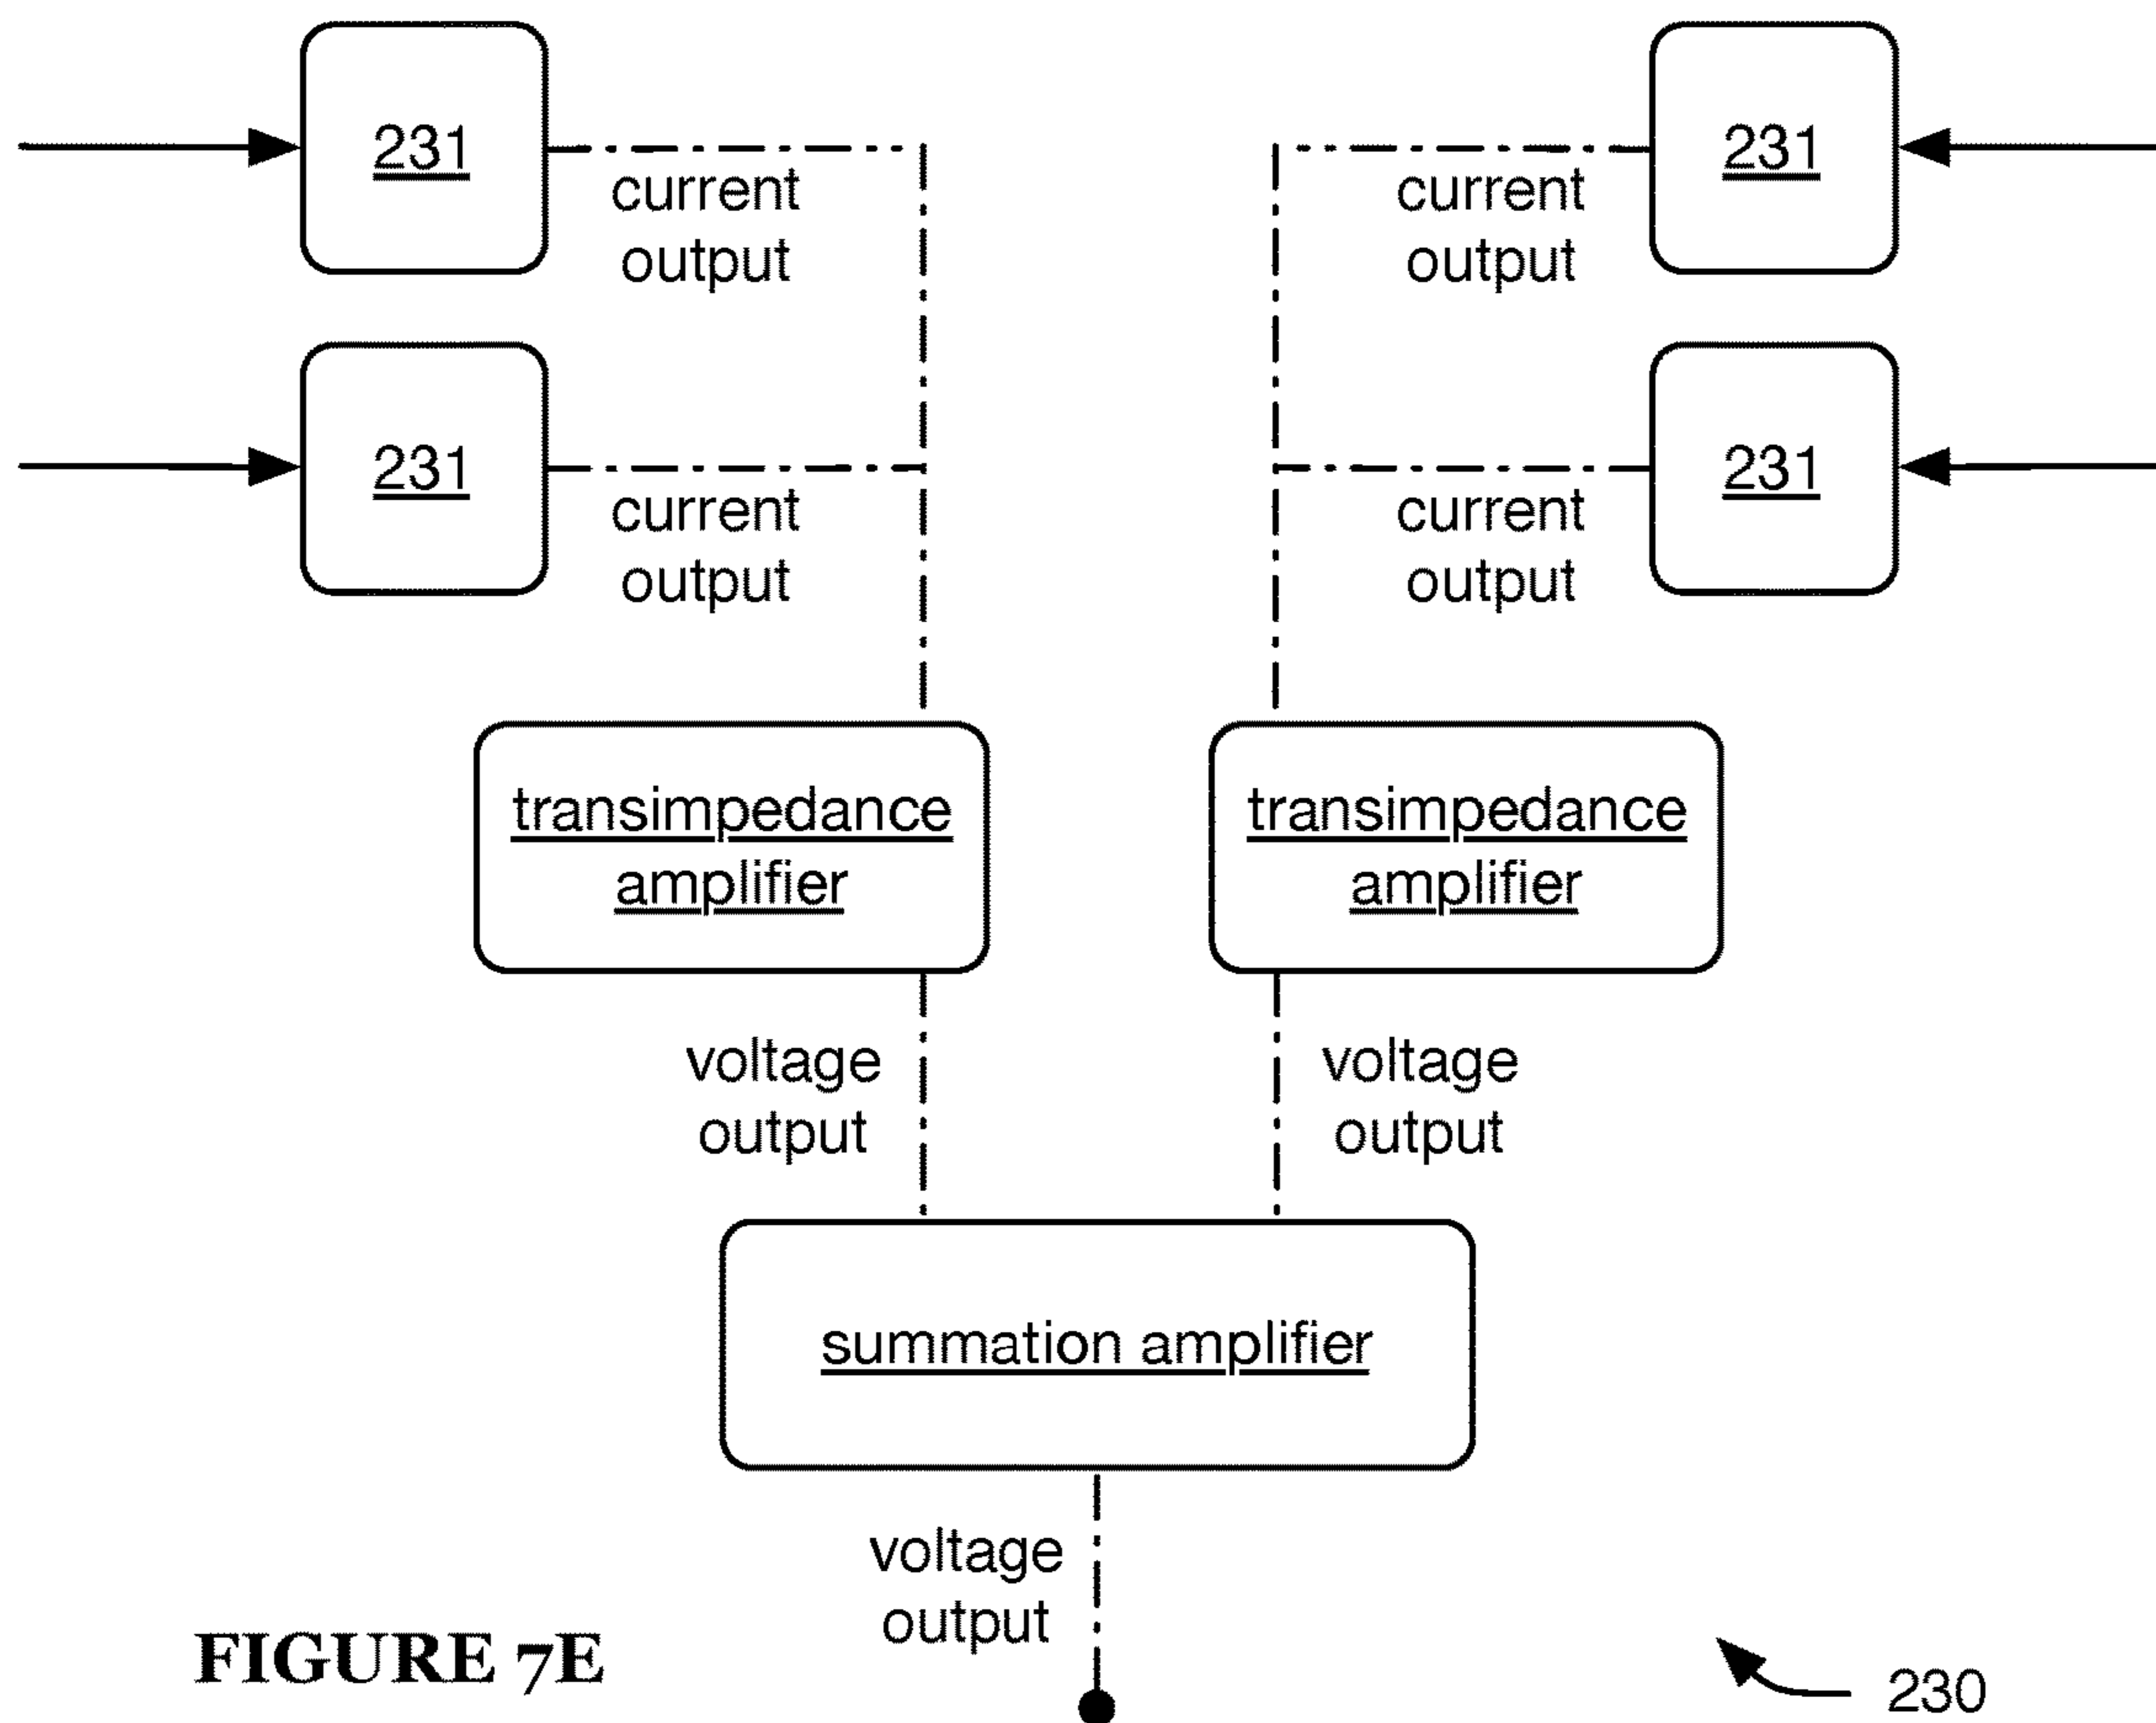 231
current
output
231
current
output
231
current
output
231
current
output
transimpedance
amplifier
transimpedance
amplifier
voltage
output
voltage
output
summation amplifier
voltage
output
FIGURE 7E
230